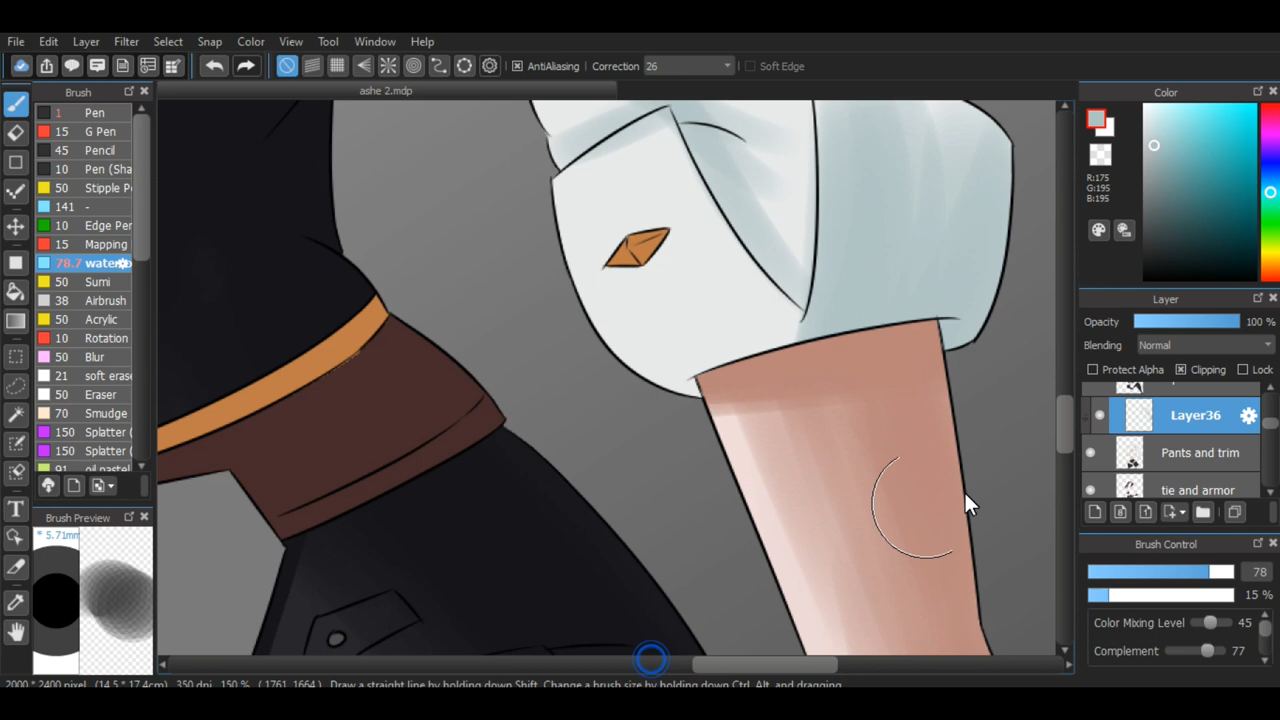 File Edit Layer Filter Select Snap Color View Tool Window Help
AntiAliasing Correction 26 Soft Edge
Brush
ashe 2.mdp
Color
1 Pen
15 G Pen
45 Pencil
10 Pen (Sha
50 Stipple P
141 -
10 Edge Per
15 Mapping
78.7
50 Sumi
38 Airbrush
50 Acrylic
10 Rotation
50 Blur
21 soft erase
50 Eraser
70 Smudge
150 Splatter (
150 Splatter (
91 oil pastel
R:175
G:195
B:195
Layer
Opacity 100 %
Blending Normal
Protect Alpha Clipping Lock
Layer36
Pants and trim
tie and armor
Brush Preview
* 5.71mm
Brush Control
78
15 %
Color Mixing Level 45
Complement 77
2000 * 2400 pixel (14.5 * 17.4cm) 350 dpi 150 % ( 1761, 1664 ) Draw a straight line by holding down Shift, Change a brush size by holding down Ctrl, Alt, and dragging